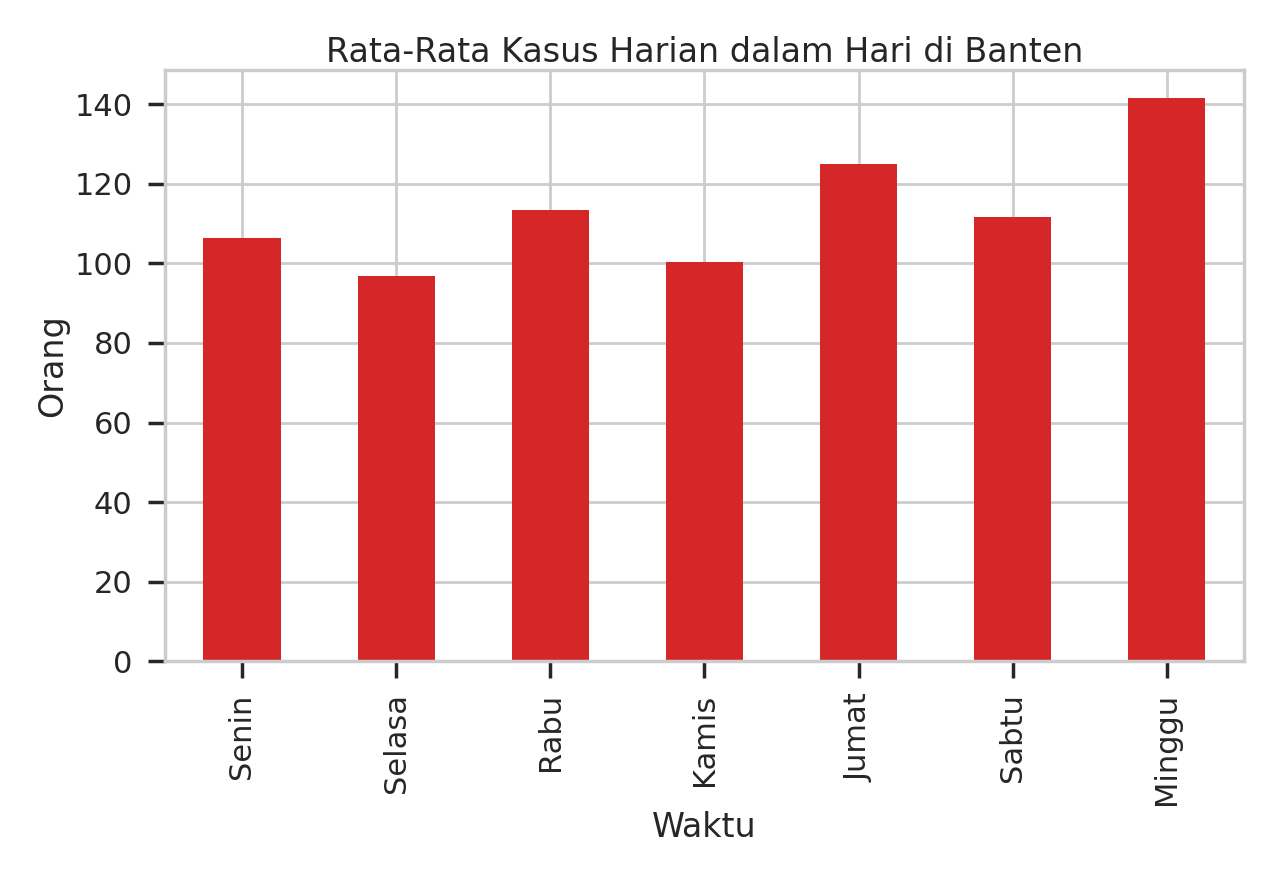 Rata-Rata Kasus Harian dalam Hari di Banten
140
120
100
80
60
40
20
0
Orang
Senin
Selasa
Rabu
Kamis
Jumat
Sabtu
Minggu
Waktu